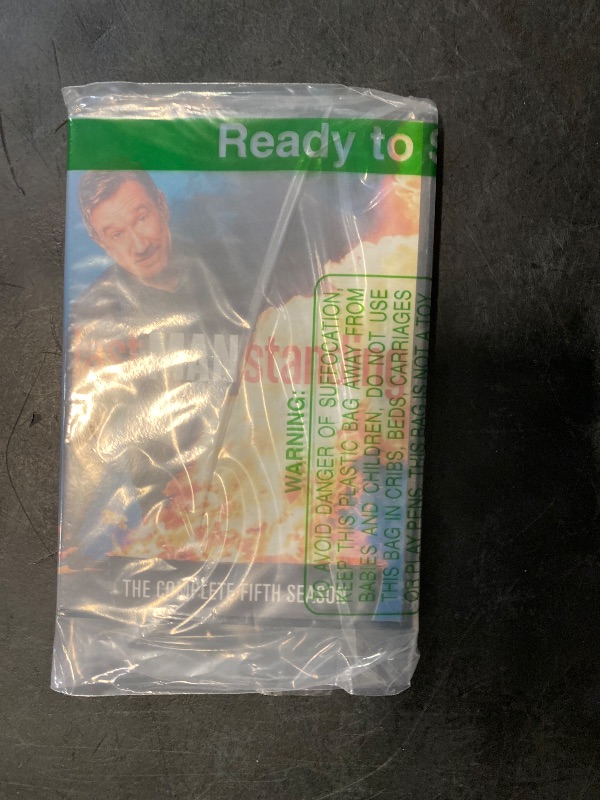 Ready to S
MAN standing
THE COMPLETE FIFTH SEASON
WARNING:
TO AVOID DANGER OF SUFFOCATION,
KEEP THIS PLASTIC BAG AWAY FROM
BABIES AND CHILDREN, DO NOT USE
THIS BAG IN CRIBS, BEDS, CARRIAGES
OR PLAY PENS. THIS BAG IS NOT A TOY